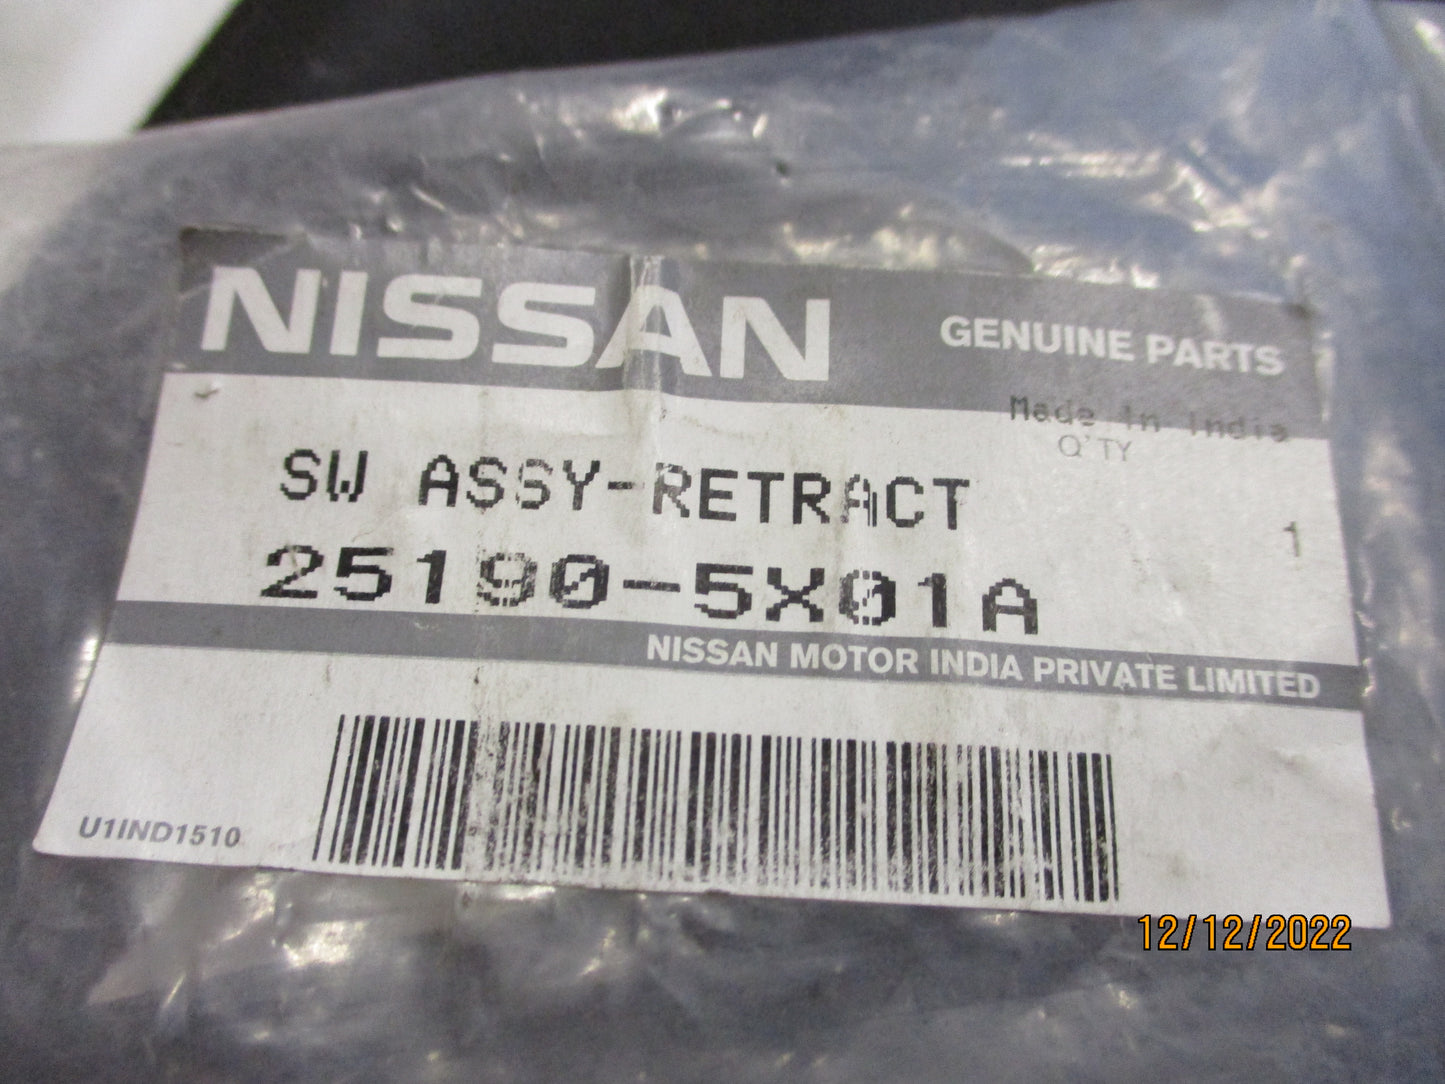 NISSAN
GENUINE PARTS
Made in India
Q'TY
SW ASSY-RETRACT
1
25190-5X01A
NISSAN MOTOR INDIA PRIVATE LIMITED
U1IND1510
12/12/2022